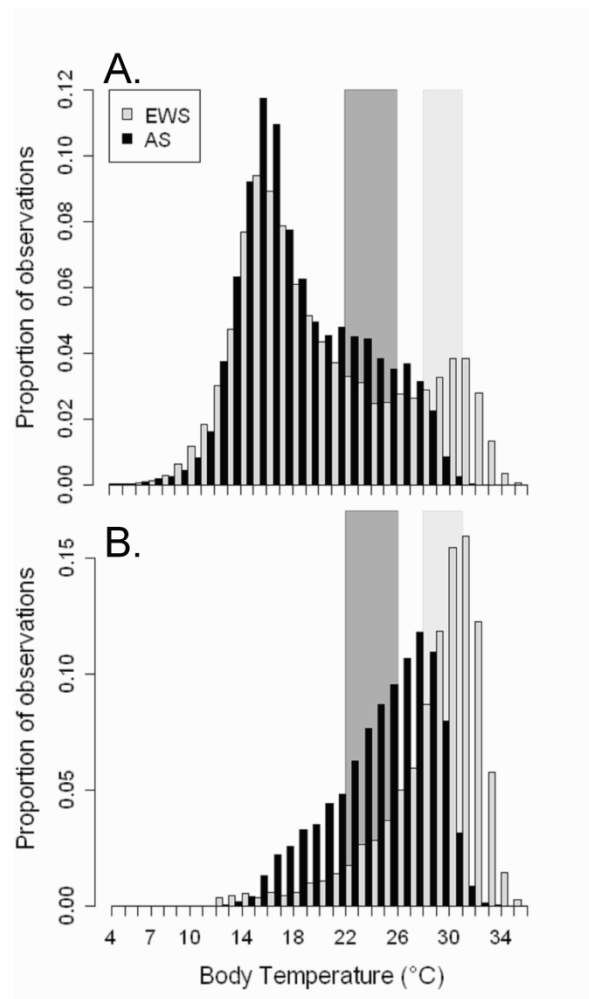 A.
EWS
AS
Proportion of observations
0.12
0.10
0.08
0.06
0.04
0.02
0.00
B.
Proportion of observations
0.15
0.10
0.05
0.00
4 7 10 14 18 22 26 30 34
Body Temperature (°C)